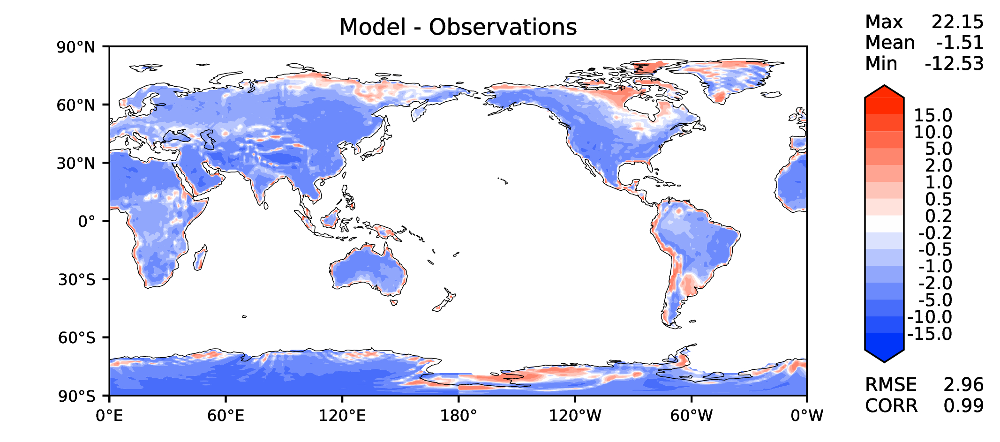 Model - Observations
Max 22.15
Mean -1.51
Min -12.53
90°N
60°N
30°N
0°
30°S
60°S
90°S
0°E 60°E 120°E 180° 120°W 60°W 0°W
15.0
10.0
5.0
2.0
1.0
0.5
0.2
-0.2
-0.5
-1.0
-2.0
-5.0
-10.0
-15.0
RMSE 2.96
CORR 0.99